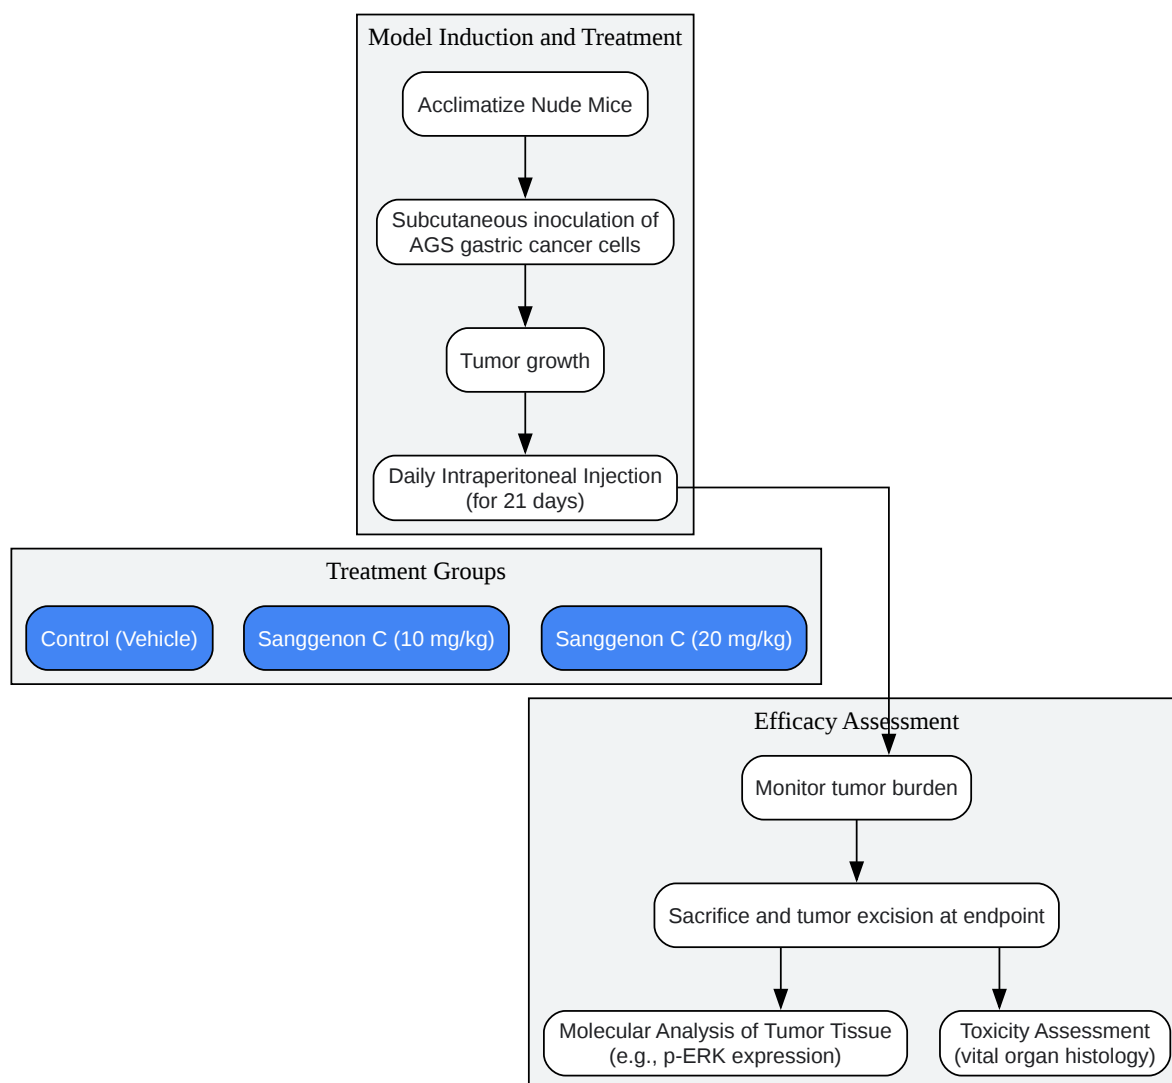 Model Induction and Treatment
Acclimatize Nude Mice
Subcutaneous inoculation of
AGS gastric cancer cells
Tumor growth
Daily Intraperitoneal Injection
(for 21 days)
Treatment Groups
Control (Vehicle)
Sanggenon C (10 mg/kg)
Sanggenon C (20 mg/kg)
Efficacy Assessment
Monitor tumor burden
Sacrifice and tumor excision at endpoint
Molecular Analysis of Tumor Tissue
(e.g., p-ERK expression)
Toxicity Assessment
(vital organ histology)